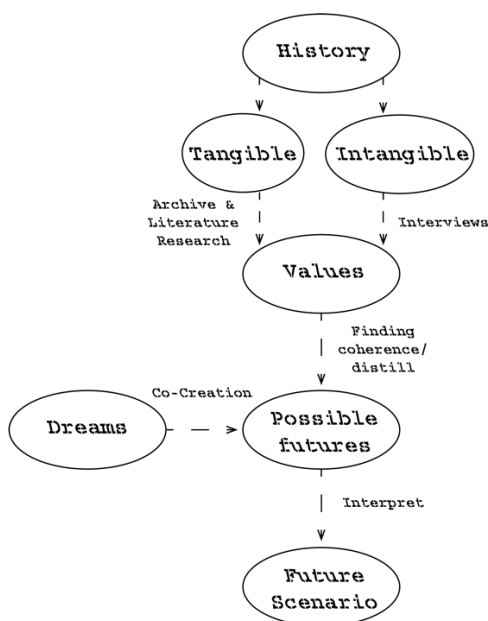 History
Tangible
Intangible
Archive &
Literature
Research
Interviews
Values
Finding
coherence/
distill
Co-Creation
Dreams
Possible
futures
Interpret
Future
Scenario